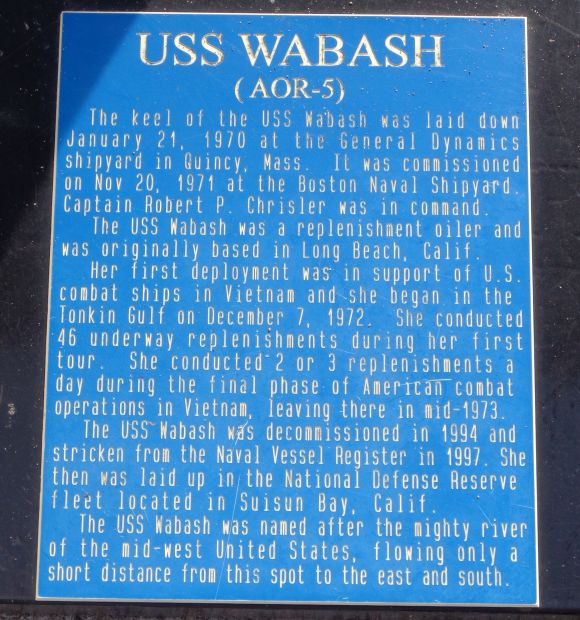 USS WABASH
(AOR-5)
The keel of the USS Wabash was laid down
January 21, 1970 at the General Dynamics
shipyard in Quincy, Mass. It was commissioned
on Nov 20, 1971 at the Boston Naval Shipyard.
Captain Robert P. Chrisler was in command.
The USS Wabash was a replenishment oiler and
was originally based in Long Beach, Calif.
Her first deployment was in support of U.S.
combat ships in Vietnam and she began in the
Tonkin Gulf on December 7, 1972. She conducted
46 underway replenishments during her first
tour. She conducted 2 or 3 replenishments a
day during the final phase of American combat
operations in Vietnam, leaving there in mid-1973.
The USS Wabash was decommissioned in 1994 and
stricken from the Naval Vessel Register in 1997. She
then was laid up in the National Defense Reserve
fleet located in Suisun Bay, Calif.
The USS Wabash was named after the mighty river
of the mid-west United States, flowing only a
short distance from this spot to the east and south.